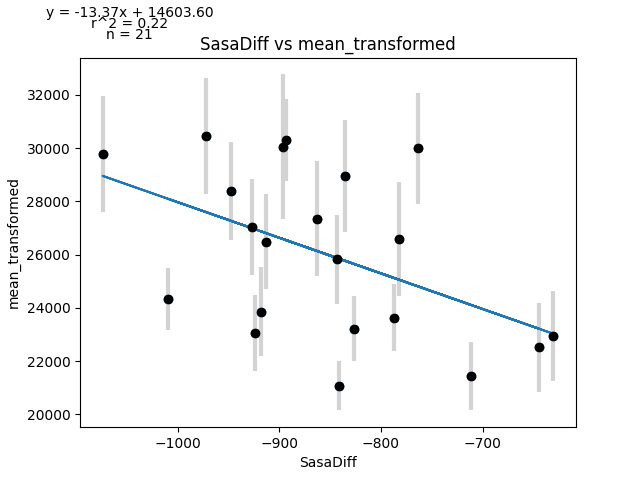 y = -13.37x + 14603.60
r^2 = 0.22
n = 21
SasaDiff vs mean_transformed
mean_transformed
32000
30000
28000
26000
24000
22000
20000
−1000
−900
−800
−700
SasaDiff